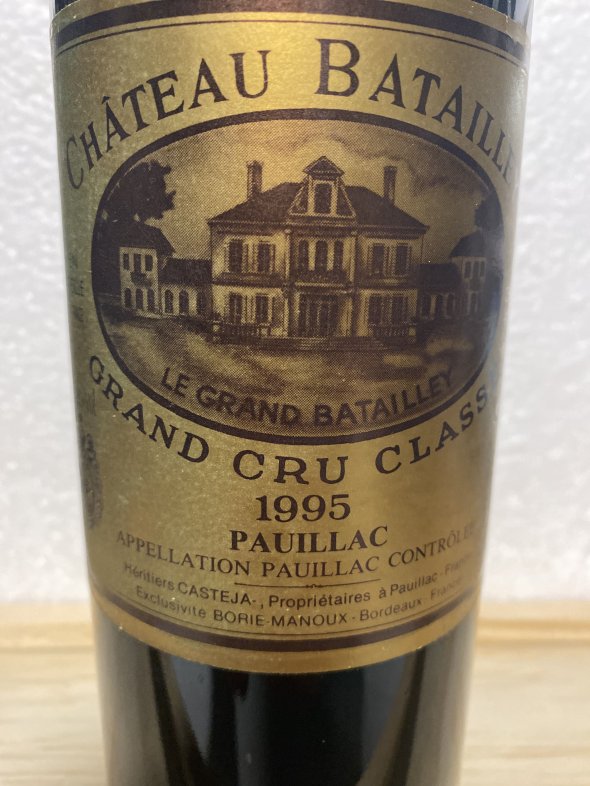 CHÂTEAU BATAILLE
LE GRAND BATAILLEY
GRAND CRU CLASS
1995
PAUILLAC
APPELLATION PAUILLAC CONTRÔLÉE
Héritiers CASTEJA-, Propriétaires à Pauillac - France
Exclusivité BORIE-MANOUX - Bordeaux - France